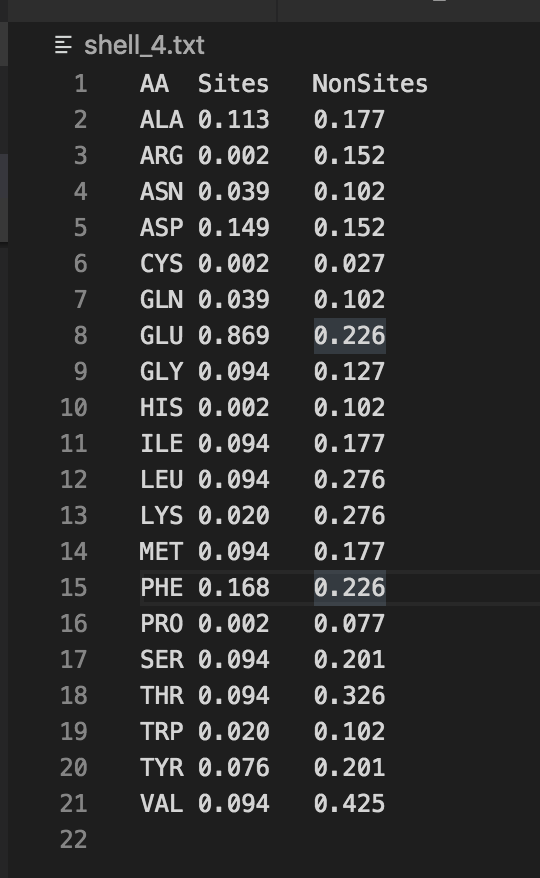 shell_4.txt
1 AA Sites NonSites
2 ALA 0.113 0.177
3 ARG 0.002 0.152
4 ASN 0.039 0.102
5 ASP 0.149 0.152
6 CYS 0.002 0.027
7 GLN 0.039 0.102
8 GLU 0.869 0.226
9 GLY 0.094 0.127
10 HIS 0.002 0.102
11 ILE 0.094 0.177
12 LEU 0.094 0.276
13 LYS 0.020 0.276
14 MET 0.094 0.177
15 PHE 0.168 0.226
16 PRO 0.002 0.077
17 SER 0.094 0.201
18 THR 0.094 0.326
19 TRP 0.020 0.102
20 TYR 0.076 0.201
21 VAL 0.094 0.425
22